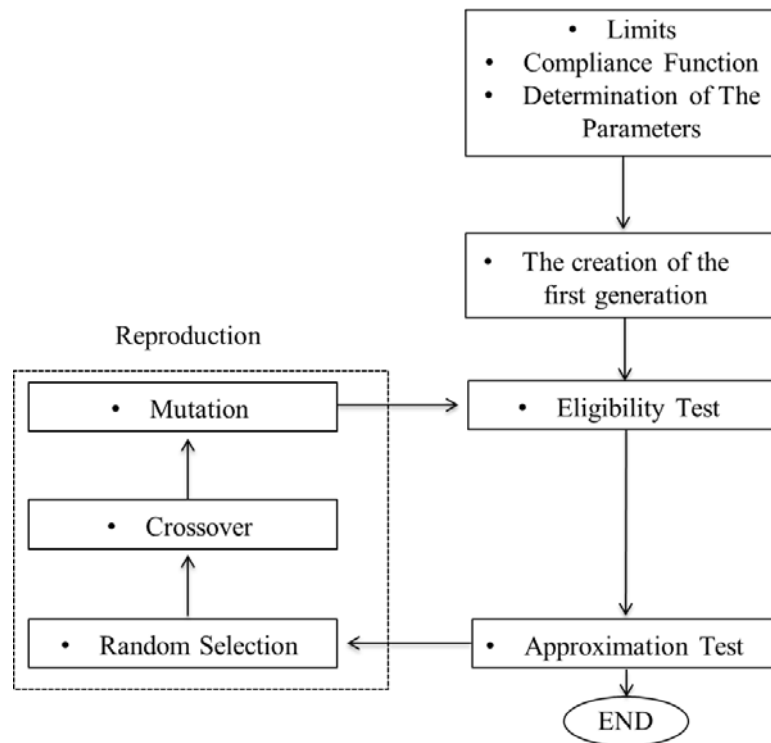 • Limits
• Compliance Function
• Determination of The
Parameters
• The creation of the
first generation
Reproduction
• Mutation
• Eligibility Test
• Crossover
• Random Selection
• Approximation Test
END